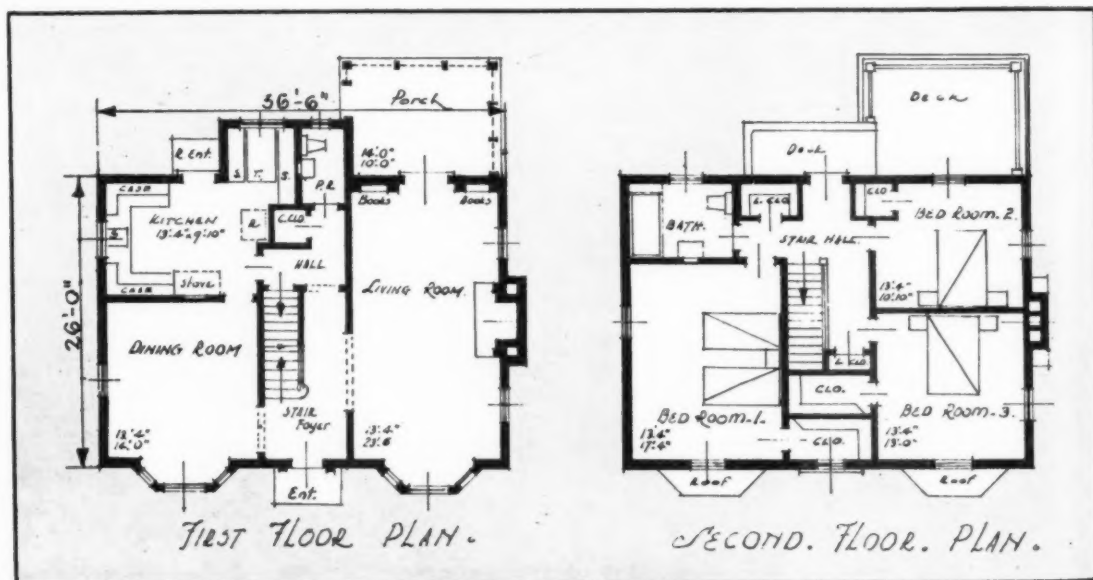 Porch
36'-6"
R Ent.
14'-0"
10'-0"
S. T. S.
P.R.
CASE
Books
Books
CLO.
KITCHEN
13'-4" x 9'-10"
R
S
HALL
Stove
CASE
LIVING ROOM
26'-0"
DINING ROOM
STAIR
Foyer
13'-4"
14'-0"
13'-4"
23'-6
Ent.
FIRST FLOOR PLAN.
DECK
Deck
L. CLO.
CLO
BED ROOM-2.
BATH.
STAIR HALL
13'-4"
10'-10"
L. CLO
CLO.
BED ROOM-1.
BED ROOM-3
13'-4"
17'-4"
CLO.
13'-4"
13'-0"
Roof
Roof
SECOND. FLOOR. PLAN.